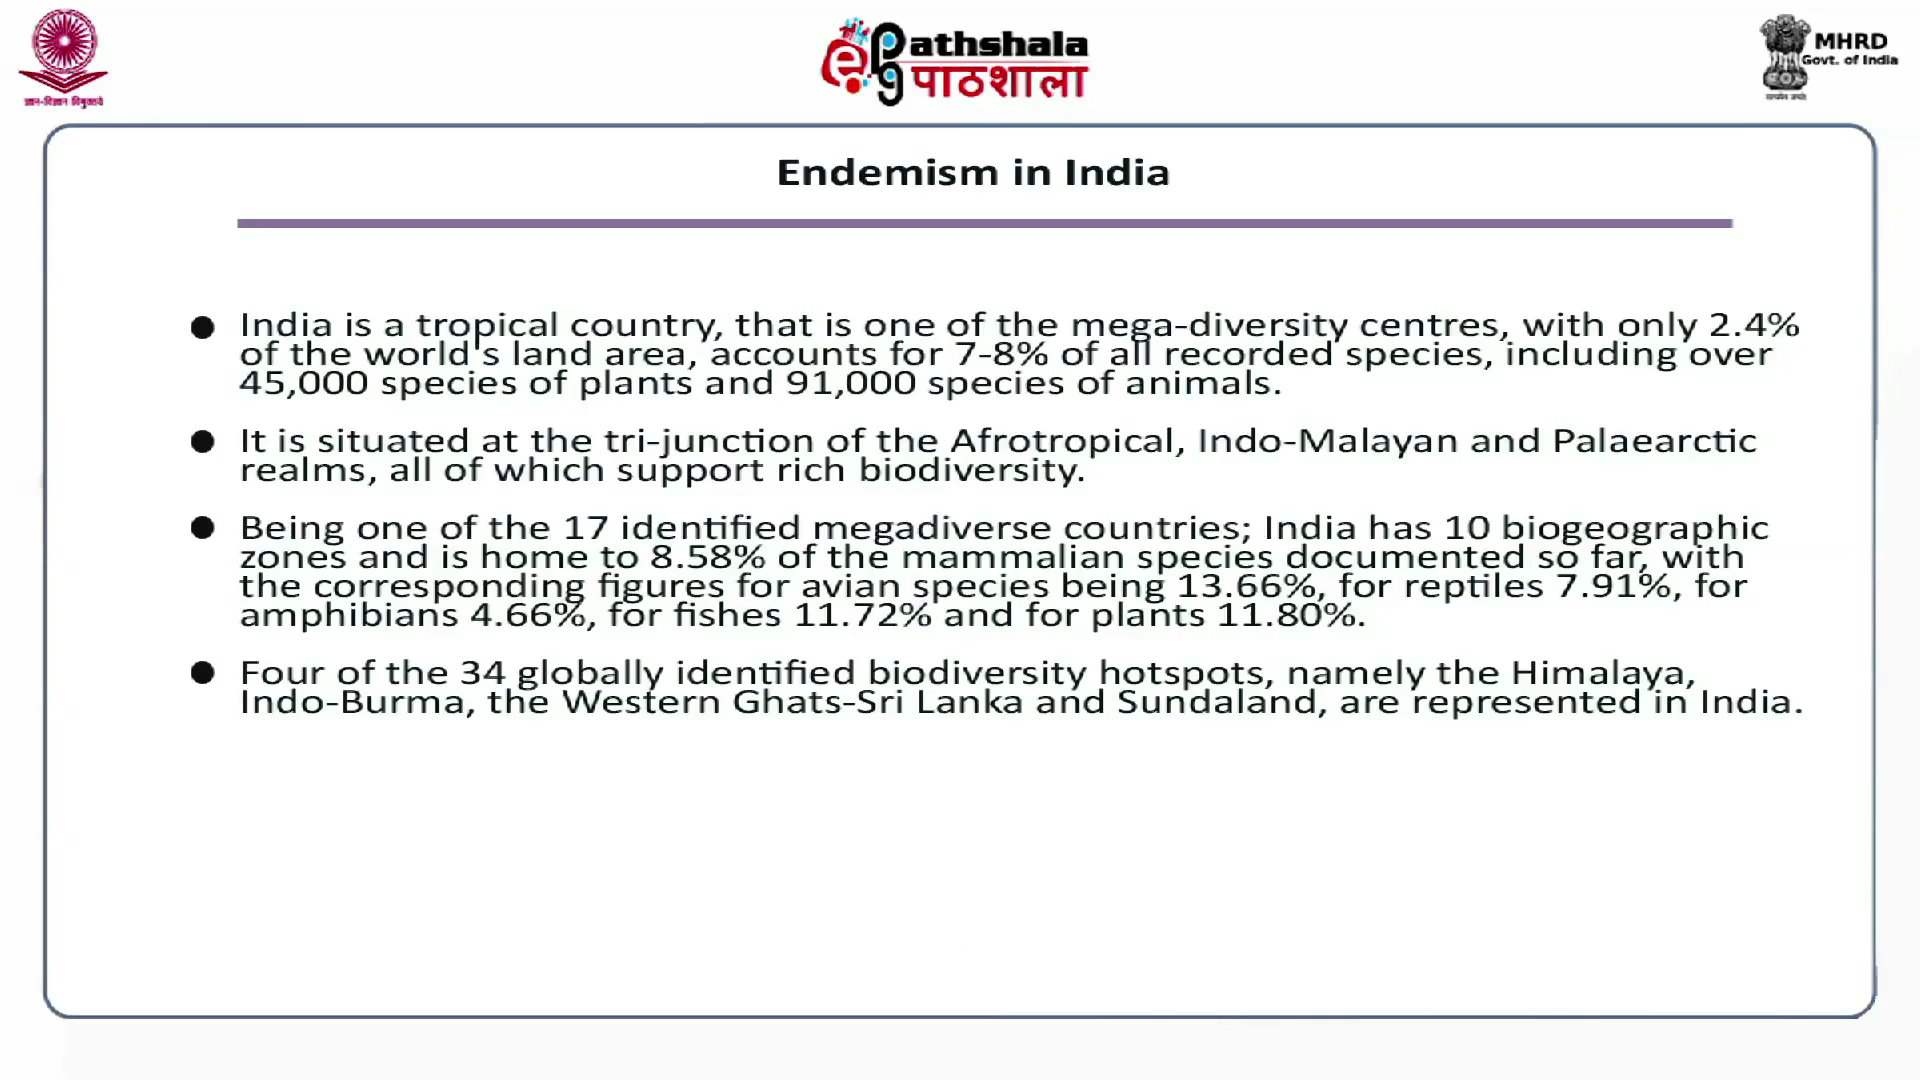 ज्ञान-विज्ञान विमुक्तये
e
pg
athshala
पाठशाला
MHRD
Govt. of India
सत्यमेव जयते
Endemism in India
● India is a tropical country, that is one of the mega-diversity centres, with only 2.4%
of the world's land area, accounts for 7-8% of all recorded species, including over
45,000 species of plants and 91,000 species of animals.
● It is situated at the tri-junction of the Afrotropical, Indo-Malayan and Palaearctic
realms, all of which support rich biodiversity.
● Being one of the 17 identified megadiverse countries; India has 10 biogeographic
zones and is home to 8.58% of the mammalian species documented so far, with
the corresponding figures for avian species being 13.66%, for reptiles 7.91%, for
amphibians 4.66%, for fishes 11.72% and for plants 11.80%.
● Four of the 34 globally identified biodiversity hotspots, namely the Himalaya,
Indo-Burma, the Western Ghats-Sri Lanka and Sundaland, are represented in India.